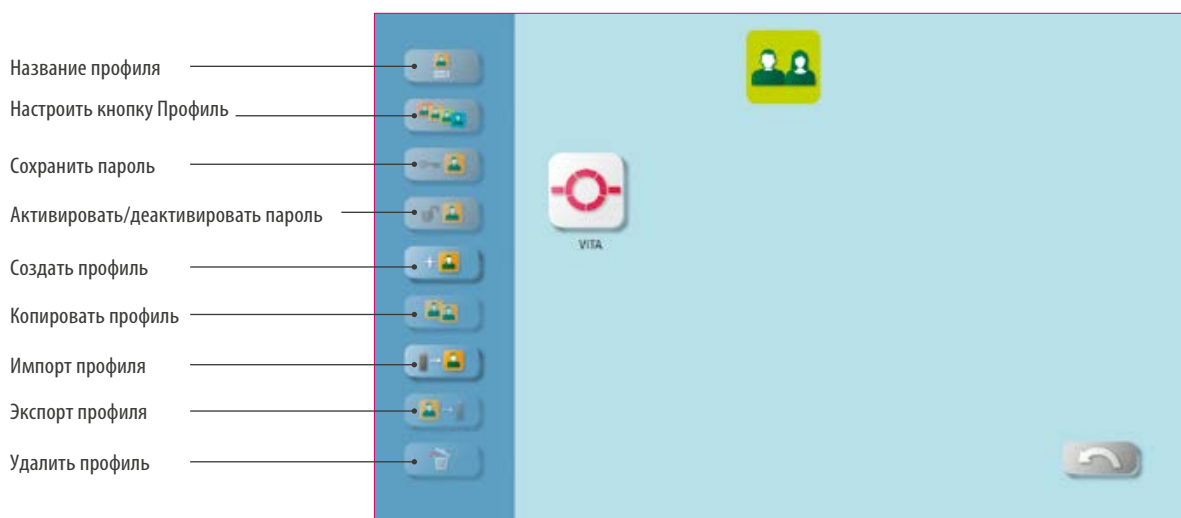 Название профиля
Настроить кнопку Профиль
Сохранить пароль
Активировать/деактивировать пароль
Создать профиль
Копировать профиль
Импорт профиля
Экспорт профиля
Удалить профиль
VITA